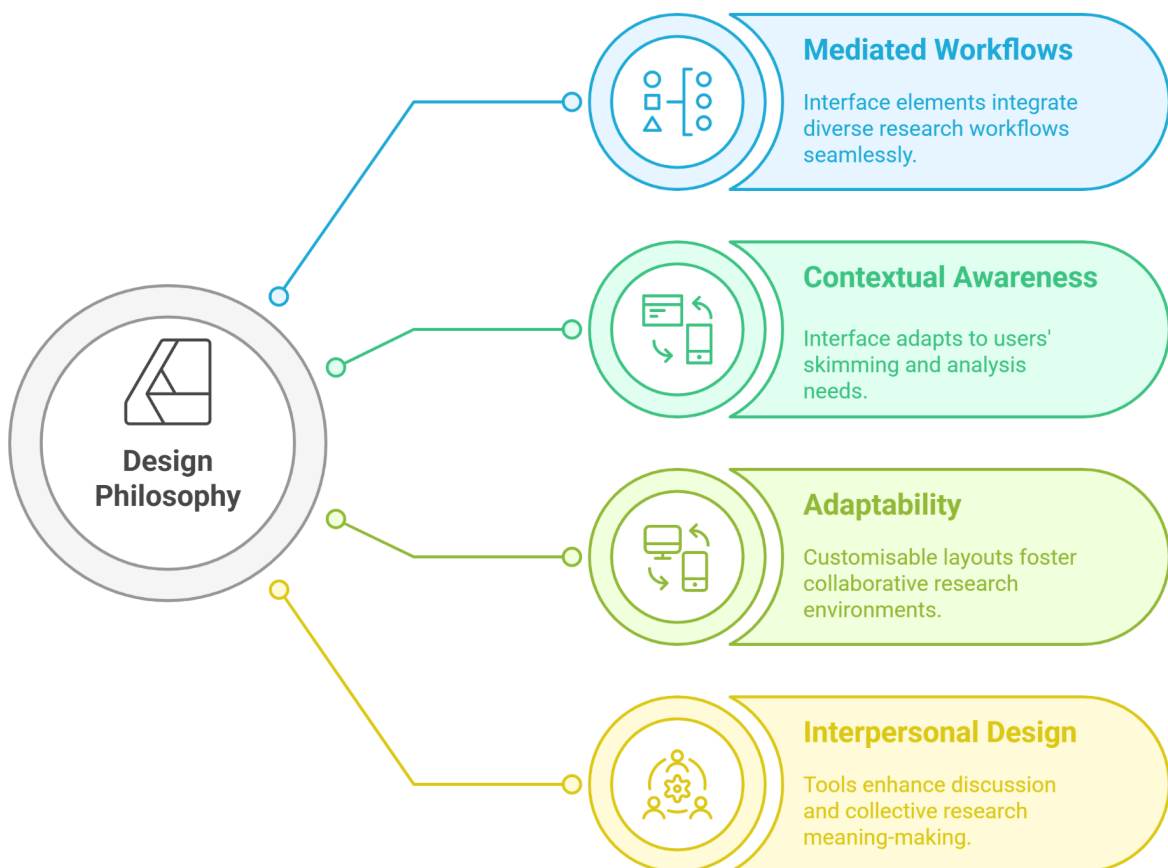 Design
Philosophy
Mediated Workflows
Interface elements integrate
diverse research workflows
seamlessly.
Contextual Awareness
Interface adapts to users'
skimming and analysis
needs.
Adaptability
Customisable layouts foster
collaborative research
environments.
Interpersonal Design
Tools enhance discussion
and collective research
meaning-making.